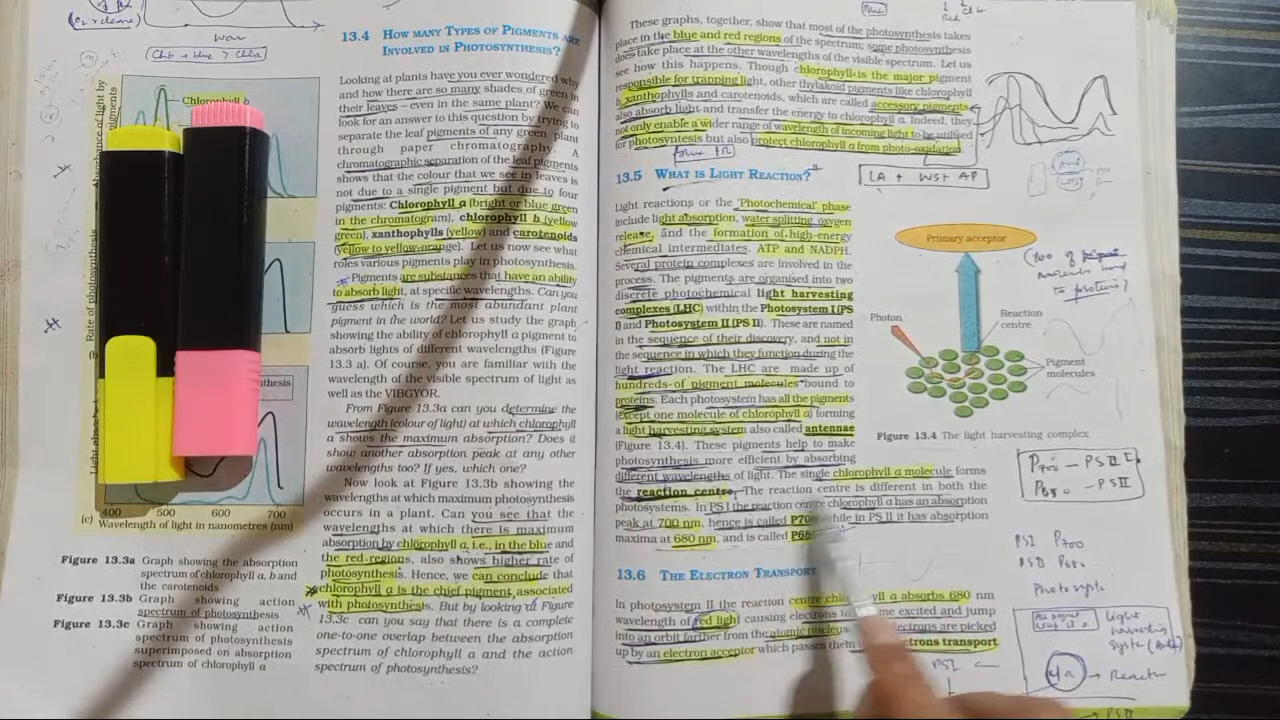 (O2 release)
Chl b → blue > Chl a
Chlorophyll b
Absorbance of light by
pigments
Rate of photosynthesis
(b)
Light absorb
400 500 600 700
(c) Wavelength of light in nanometres (nm)
Figure 13.3a Graph showing the absorption
spectrum of chlorophyll a, b and
the carotenoids
Figure 13.3b Graph showing action
spectrum of photosynthesis
Figure 13.3c Graph showing action
spectrum of photosynthesis
superimposed on absorption
spectrum of chlorophyll a
13.4 HOW MANY TYPES OF PIGMENTS ARE
INVOLVED IN PHOTOSYNTHESIS?
Looking at plants have you ever wondered why
and how there are so many shades of green in
their leaves – even in the same plant? We can
look for an answer to this question by trying to
separate the leaf pigments of any green plant
through paper chromatography. A
chromatographic separation of the leaf pigments
shows that the colour that we see in leaves is
not due to a single pigment but due to four
pigments: Chlorophyll a (bright or blue green
in the chromatogram), chlorophyll b (yellow
green), xanthophylls (yellow) and carotenoids
(yellow to yellow-orange). Let us now see what
roles various pigments play in photosynthesis.
Pigments are substances that have an ability
to absorb light, at specific wavelengths. Can you
guess which is the most abundant plant
pigment in the world? Let us study the graph
showing the ability of chlorophyll a pigment to
absorb lights of different wavelengths (Figure
13.3 a). Of course, you are familiar with the
wavelength of the visible spectrum of light as
well as the VIBGYOR.
From Figure 13.3a can you determine the
wavelength (colour of light) at which chlorophyll
a shows the maximum absorption? Does it
show another absorption peak at any other
wavelengths too? If yes, which one?
Now look at Figure 13.3b showing the
wavelengths at which maximum photosynthesis
occurs in a plant. Can you see that the
wavelengths at which there is maximum
absorption by chlorophyll a, i.e., in the blue and
the red regions, also shows higher rate of
photosynthesis. Hence, we can conclude that
chlorophyll a is the chief pigment associated
with photosynthesis. But by looking at Figure
13.3c can you say that there is a complete
one-to-one overlap between the absorption
spectrum of chlorophyll a and the action
spectrum of photosynthesis?
These graphs, together, show that most of the photosynthesis takes
place in the blue and red regions of the spectrum; some photosynthesis
does take place at the other wavelengths of the visible spectrum. Let us
see how this happens. Though chlorophyll is the major pigment
responsible for trapping light, other thylakoid pigments like chlorophyll
b, xanthophylls and carotenoids, which are called accessory pigments,
also absorb light and transfer the energy to chlorophyll a. Indeed, they
not only enable a wider range of wavelength of incoming light to be utilised
for photosyntesis but also protect chlorophyll a from photo-oxidation.
13.5 WHAT IS LIGHT REACTION?
LA + WS + AP
Light reactions or the 'Photochemical' phase
include light absorption, water splitting, oxygen
release, and the formation of high-energy
chemical intermediates, ATP and NADPH.
Several protein complexes are involved in the
process. The pigments are organised into two
discrete photochemical light harvesting
complexes (LHC) within the Photosystem I (PS
I) and Photosystem II (PS II). These are named
in the sequence of their discovery, and not in
the sequence in which they function during the
light reaction. The LHC are made up of
hundreds of pigment molecules bound to
proteins. Each photosystem has all the pigments
(except one molecule of chlorophyll a) forming
a light harvesting system also called antennae
(Figure 13.4). These pigments help to make
photosynthesis more efficient by absorbing
different wavelengths of light. The single chlorophyll a molecule forms
the reaction centre. The reaction centre is different in both the
photosystems. In PS I the reaction centre chlorophyll a has an absorption
peak at 700 nm, hence is called P70 while in PS II it has absorption
maxima at 680 nm, and is called P68
Primary acceptor
Photon
Reaction
centre
Pigment
molecules
Figure 13.4 The light harvesting complex
P700 – PS I
P680 – PS II
PSI P700
PSII P680
13.6 THE ELECTRON TRANSPORT
In photosystem II the reaction centre chl a absorbs 680 nm
wavelength of red light causing electrons to me excited and jump
into an orbit farther from the atomic nucleus electrons are picked
up by an electron acceptor which passes them trons transport
PSI
Light
harvesting
→ PSII